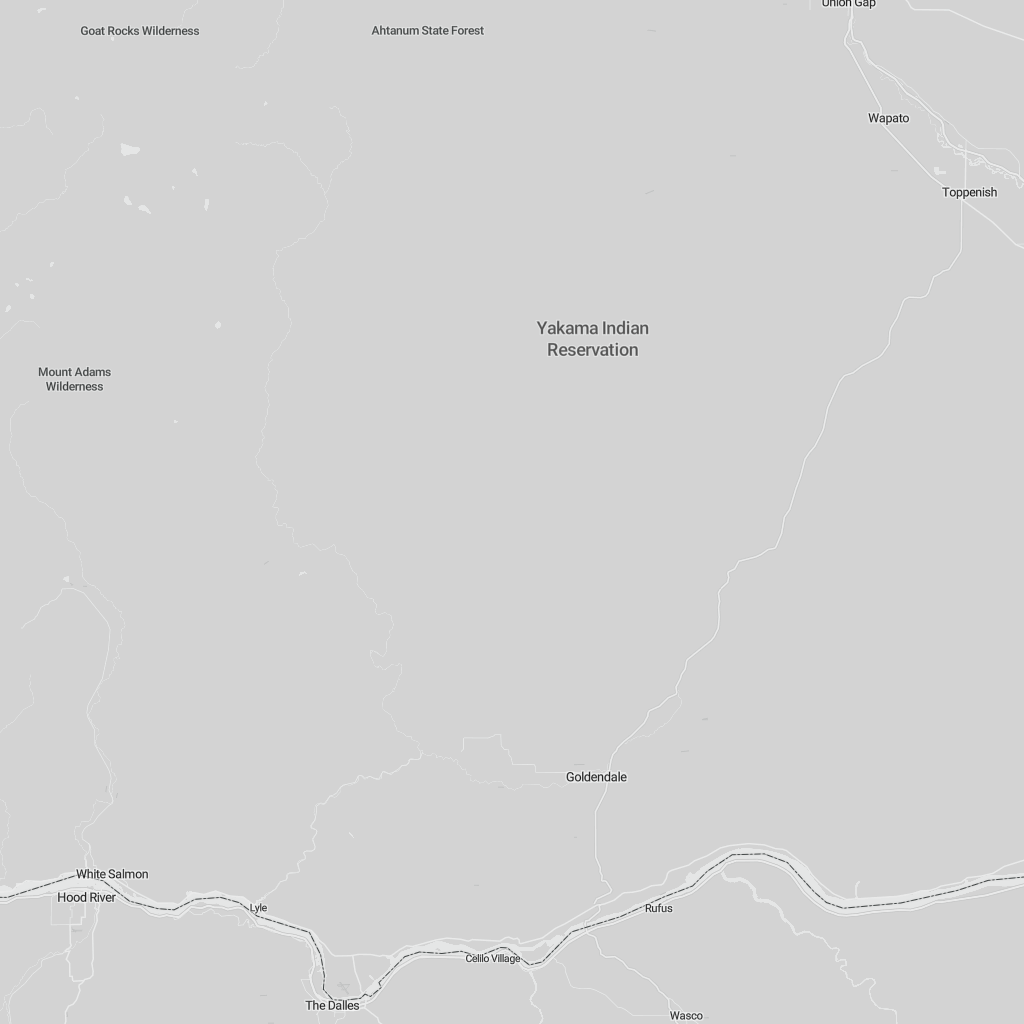 Union Gap
Goat Rocks Wilderness
Ahtanum State Forest
Wapato
Toppenish
Yakama Indian
Reservation
Mount Adams
Wilderness
Goldendale
White Salmon
Hood River
Lyle
Rufus
Celilo Village
The Dalles
Wasco